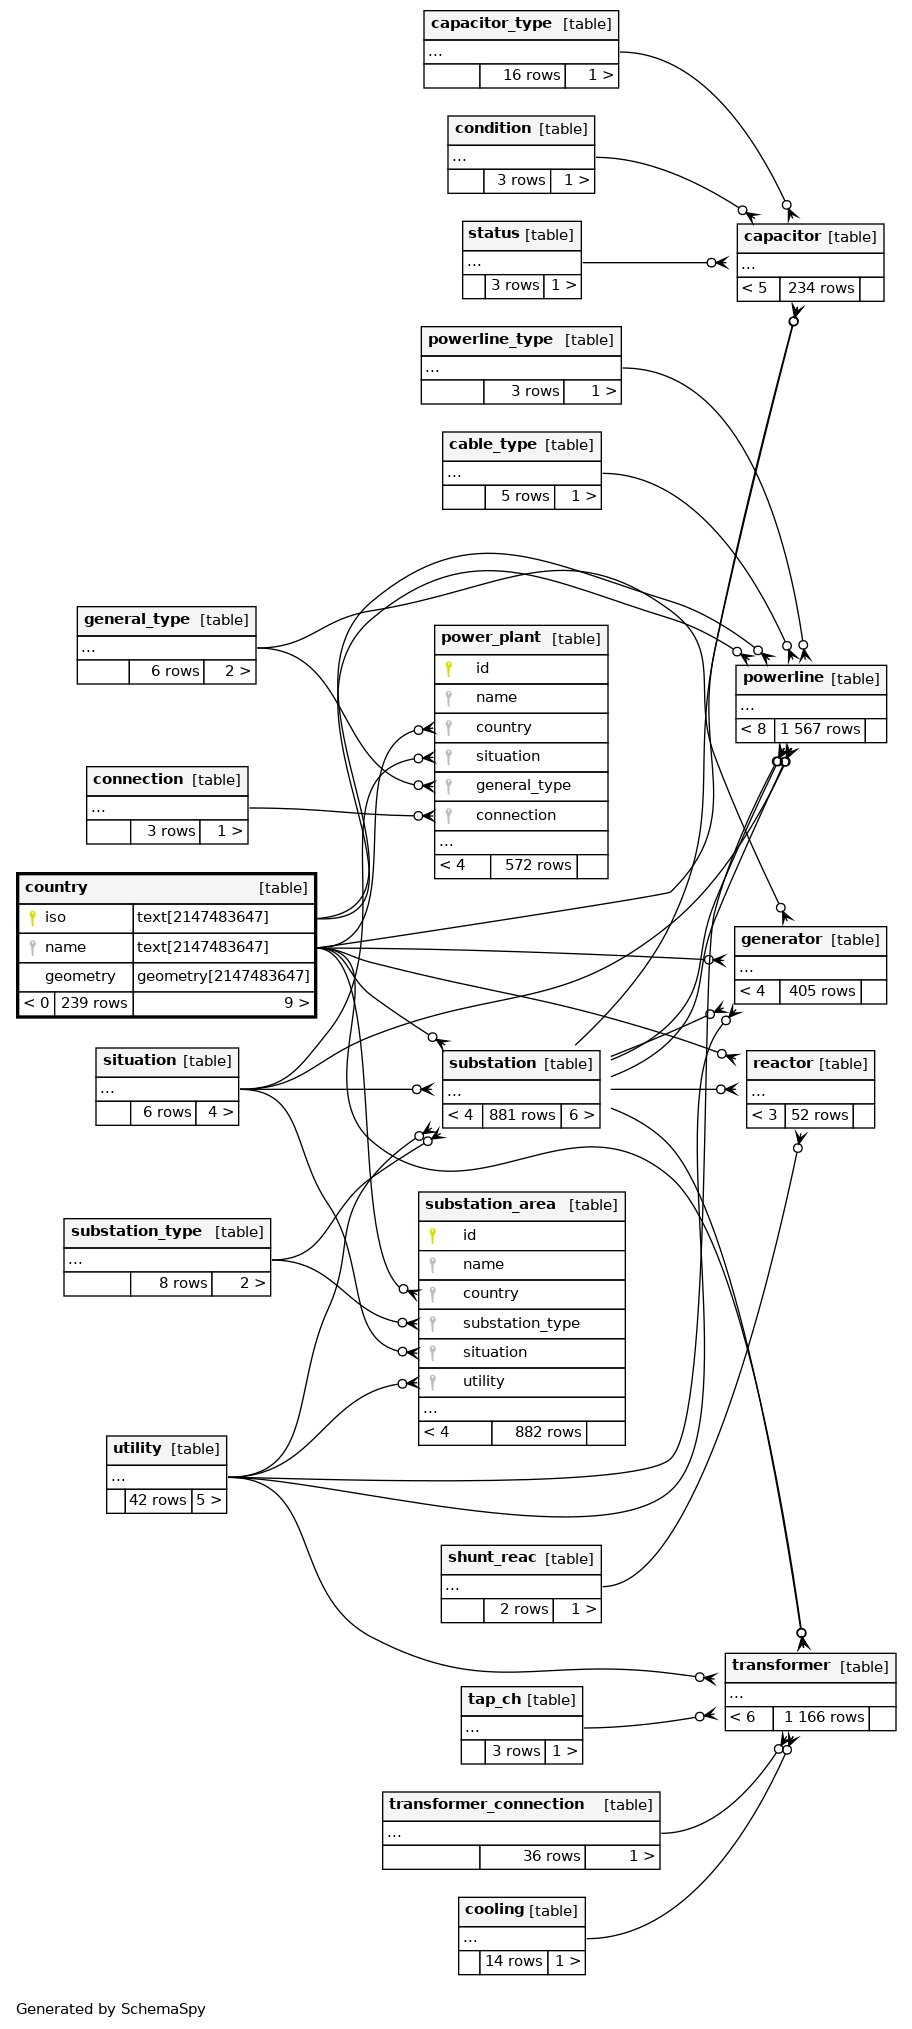 capacitor_type [table]
...
16 rows 1 >
condition [table]
...
3 rows 1 >
status [table]
...
3 rows 1 >
capacitor [table]
...
< 5 234 rows
powerline_type [table]
...
3 rows 1 >
cable_type [table]
...
5 rows 1 >
general_type [table]
...
6 rows 2 >
power_plant [table]
id
name
country
situation
general_type
connection
...
< 4 572 rows
powerline [table]
...
< 8 1 567 rows
connection [table]
...
3 rows 1 >
country [table]
iso text[2147483647]
name text[2147483647]
geometry geometry[2147483647]
< 0 239 rows 9 >
generator [table]
...
< 4 405 rows
situation [table]
...
6 rows 4 >
substation [table]
...
< 4 881 rows 6 >
reactor [table]
...
< 3 52 rows
substation_type [table]
...
8 rows 2 >
substation_area [table]
id
name
country
substation_type
situation
utility
...
< 4 882 rows
utility [table]
...
42 rows 5 >
shunt_reac [table]
...
2 rows 1 >
transformer [table]
...
< 6 1 166 rows
tap_ch [table]
...
3 rows 1 >
transformer_connection [table]
...
36 rows 1 >
cooling [table]
...
14 rows 1 >
Generated by SchemaSpy